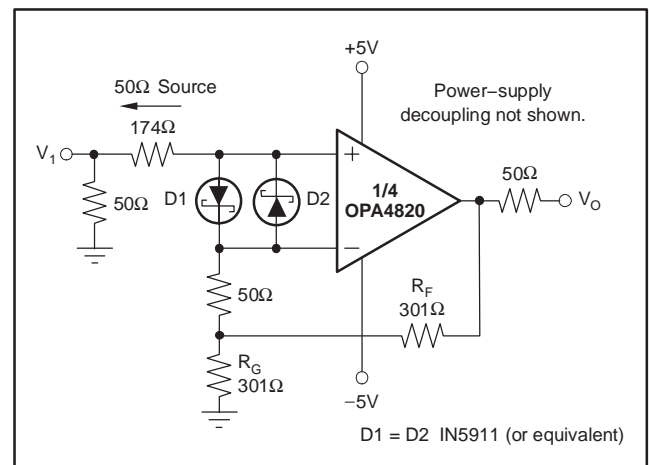 +5V
50Ω Source
Power–supply
decoupling not shown.
174Ω
V1
+
50Ω
D1
D2
1/4
OPA4820
50Ω
VO
−
50Ω
RF
301Ω
RG
301Ω
−5V
D1 = D2 IN5911 (or equivalent)